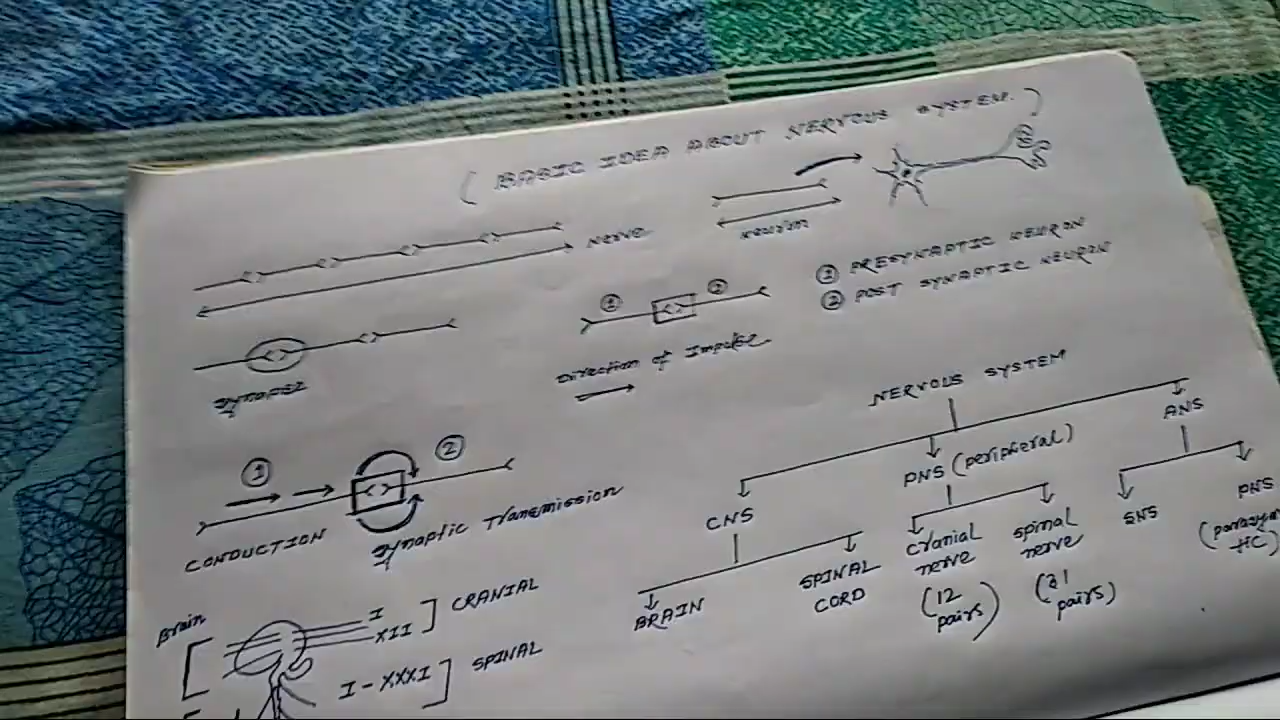 ( BASIC IDEA ABOUT NERVOUS SYSTEM. )
Nerve
Neuron
① PRESYNAPTIC NEURON
② POST SYNAPTIC NEURON
① ②
SYNAPSE
Direction of Impulse
① ②
CONDUCTION
Synaptic Transmission
NERVOUS SYSTEM
CNS
PNS (peripheral)
ANS
BRAIN
SPINAL CORD
cranial nerve
(12 pairs)
spinal nerve
(31 pairs)
SNS
PNS
Brain
I
XII
] CRANIAL
I - XXXI ] SPINAL